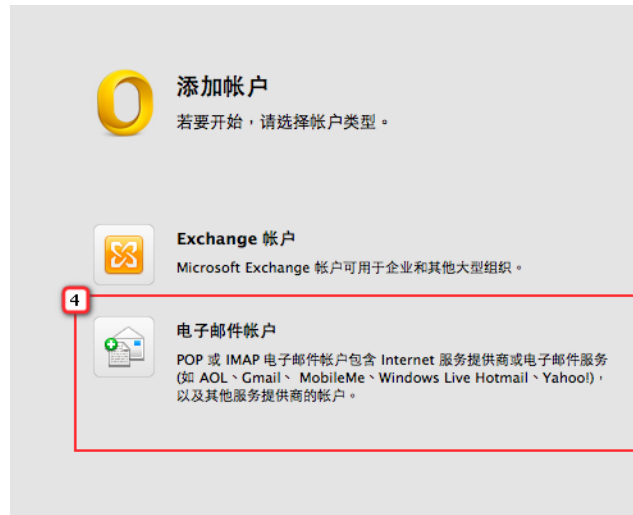 添加帐户
若要开始，请选择帐户类型。
Exchange 帐户
Microsoft Exchange 帐户可用于企业和其他大型组织。
4
电子邮件帐户
POP 或 IMAP 电子邮件帐户包含 Internet 服务提供商或电子邮件服务
(如 AOL、Gmail、 MobileMe、Windows Live Hotmail、Yahoo!)，
以及其他服务提供商的帐户。